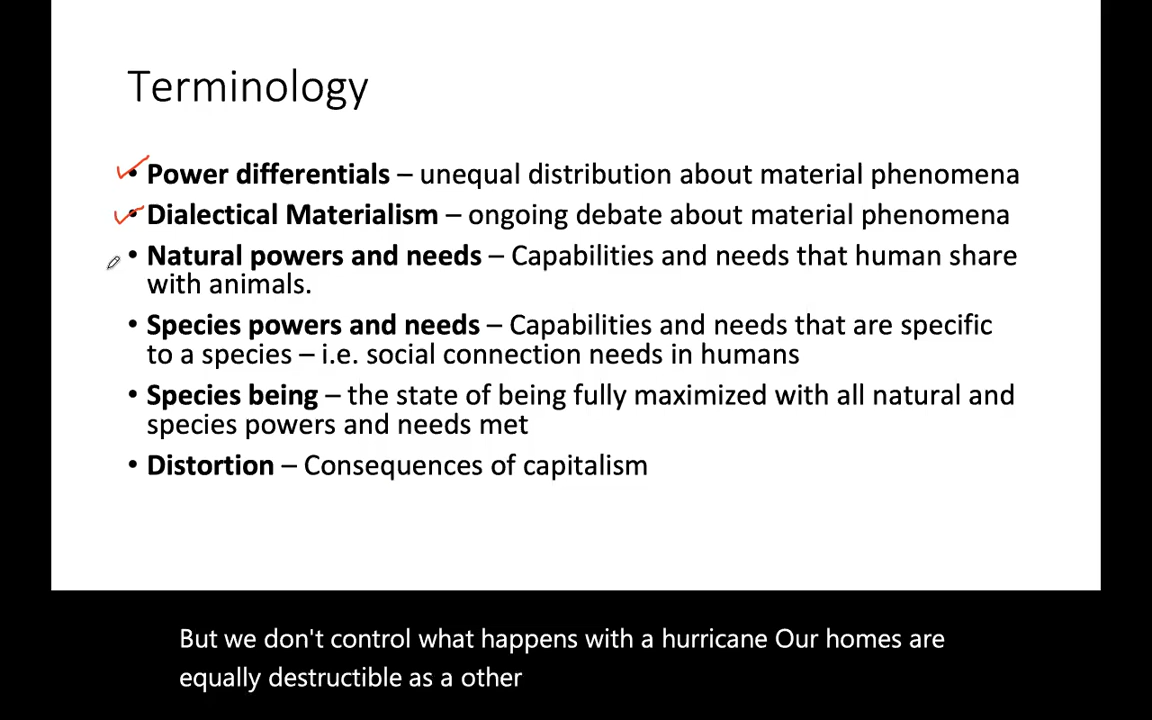 Terminology
• Power differentials – unequal distribution about material phenomena
• Dialectical Materialism – ongoing debate about material phenomena
• Natural powers and needs – Capabilities and needs that human share
with animals.
• Species powers and needs – Capabilities and needs that are specific
to a species – i.e. social connection needs in humans
• Species being – the state of being fully maximized with all natural and
species powers and needs met
• Distortion – Consequences of capitalism
But we don't control what happens with a hurricane Our homes are
equally destructible as a other